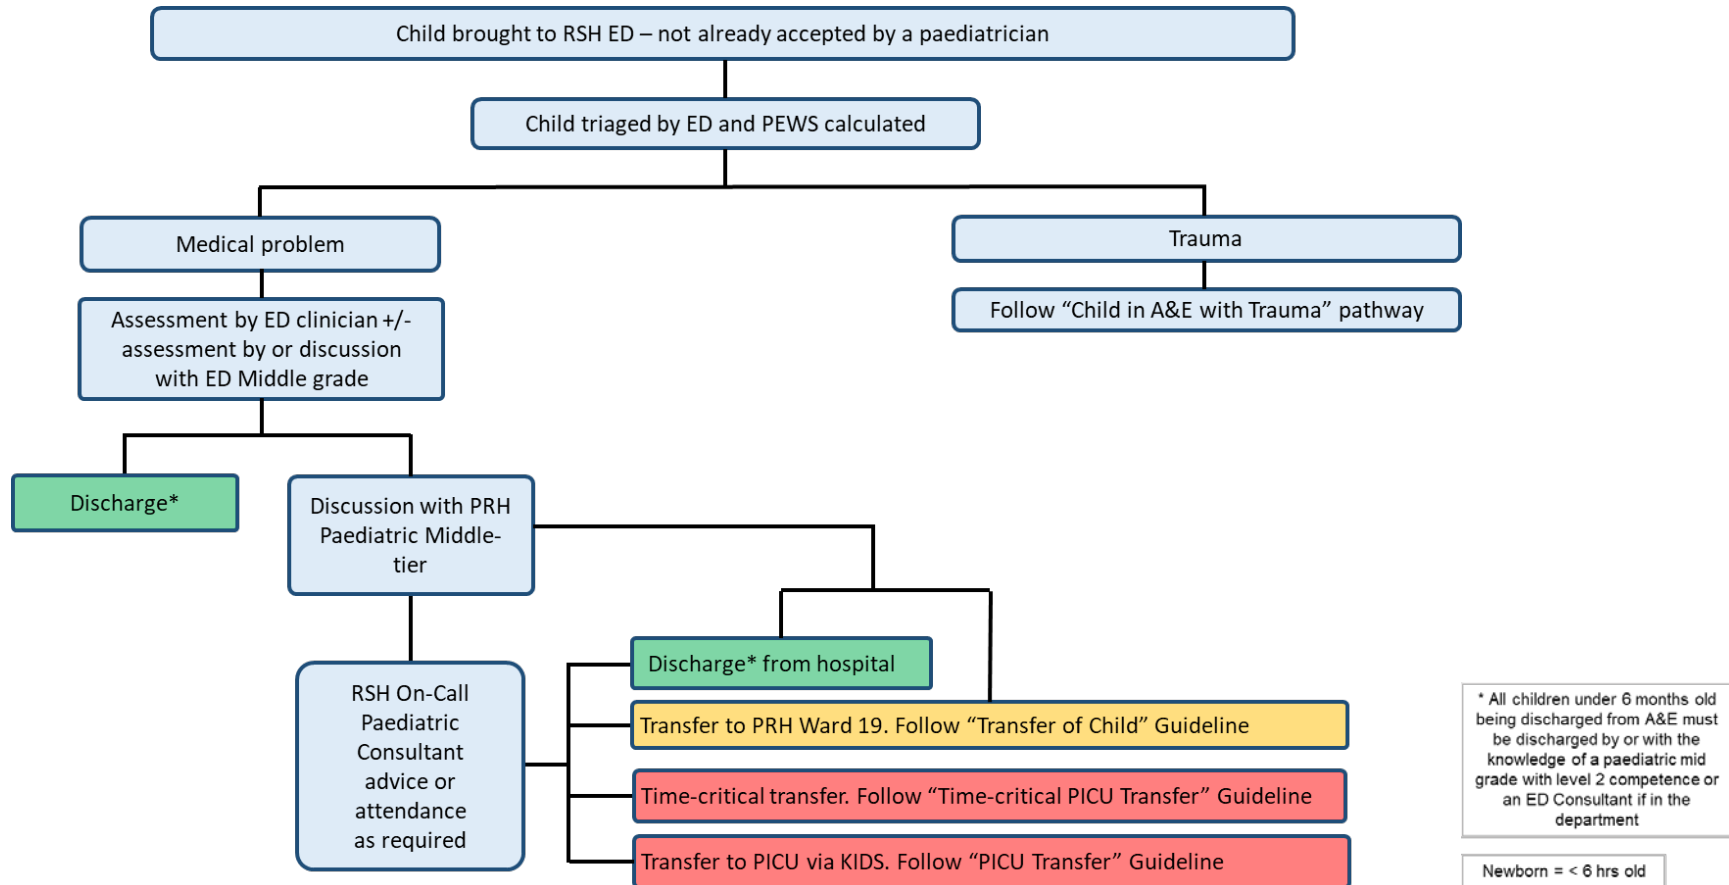 Child brought to RSH ED – not already accepted by a paediatrician
Child triaged by ED and PEWS calculated
Medical problem
Trauma
Assessment by ED clinician +/-
assessment by or discussion
with ED Middle grade
Follow “Child in A&E with Trauma” pathway
Discharge*
Discussion with PRH
Paediatric Middle-
tier
RSH On-Call
Paediatric
Consultant
advice or
attendance
as required
Discharge* from hospital
Transfer to PRH Ward 19. Follow “Transfer of Child” Guideline
Time-critical transfer. Follow “Time-critical PICU Transfer” Guideline
Transfer to PICU via KIDS. Follow “PICU Transfer” Guideline
* All children under 6 months old
being discharged from A&E must
be discharged by or with the
knowledge of a paediatric mid
grade with level 2 competence or
an ED Consultant if in the
department
Newborn = < 6 hrs old